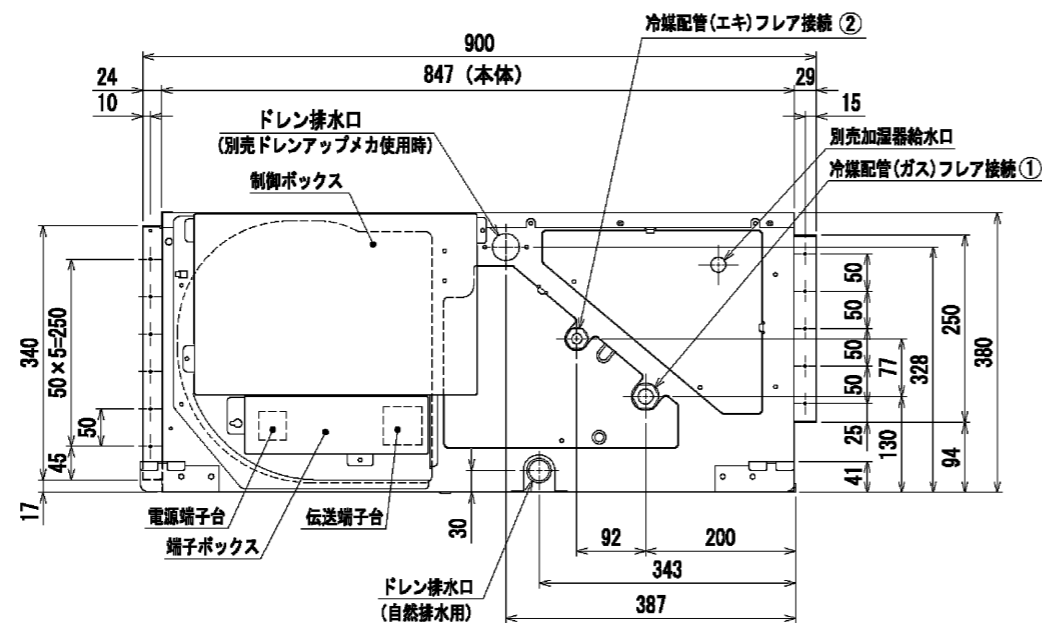 冷媒配管(エキ)フレア接続 ②
900
24
847 (本体)
29
10
15
ドレン排水口
(別売ドレンアップメカ使用時)
別売加湿器給水口
制御ボックス
冷媒配管(ガス)フレア接続 ①
340
50×5=250
50
45
17
50
50
50
50
25
41
77
130
328
250
94
380
30
電源端子台
伝送端子台
端子ボックス
92
200
343
ドレン排水口
(自然排水用)
387